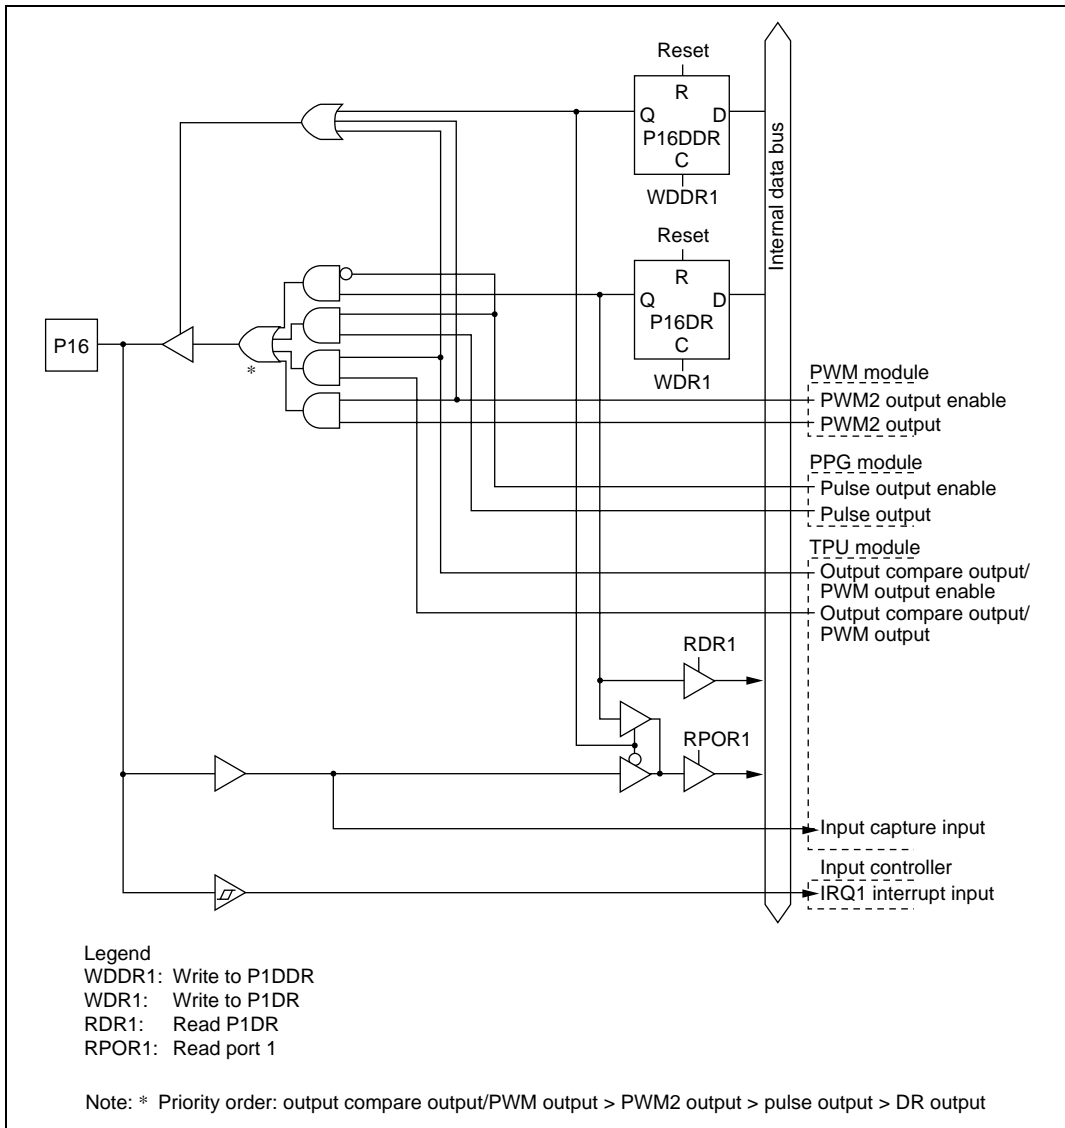 Reset
R
Q D
P16DDR
C
WDDR1
Internal data bus
Reset
R
Q D
P16DR
C
WDR1
P16
*
PWM module
PWM2 output enable
PWM2 output
PPG module
Pulse output enable
Pulse output
TPU module
Output compare output/
PWM output enable
Output compare output/
PWM output
RDR1
RPOR1
Input capture input
Input controller
IRQ1 interrupt input
Legend
WDDR1: Write to P1DDR
WDR1: Write to P1DR
RDR1: Read P1DR
RPOR1: Read port 1
Note: * Priority order: output compare output/PWM output > PWM2 output > pulse output > DR output